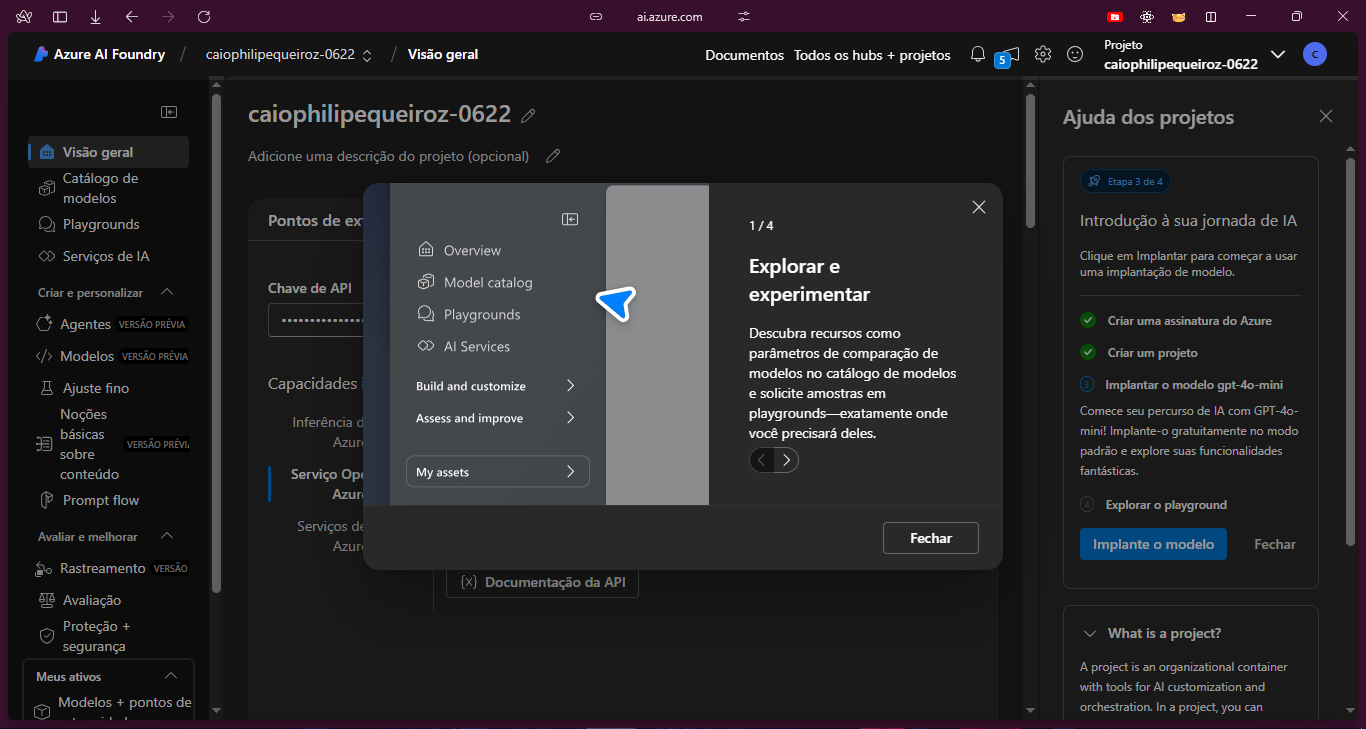 ai.azure.com
Azure AI Foundry / caiophilipequeiroz-0622 / Visão geral
Documentos Todos os hubs + projetos
5
Projeto
caiophilipequeiroz-0622
C
Visão geral
Catálogo de
modelos
Playgrounds
Serviços de IA
Criar e personalizar
Agentes VERSÃO PRÉVIA
Modelos VERSÃO PRÉVIA
Ajuste fino
Noções
básicas
sobre
conteúdo
VERSÃO PRÉVI
Prompt flow
Avaliar e melhorar
Rastreamento VERSÃO
Avaliação
Proteção +
segurança
Meus ativos
Modelos + pontos de
caiophilipequeiroz-0622
Adicione uma descrição do projeto (opcional)
Pontos de ex
Chave de API
••••••••••••••
Capacidades
Inferência d
Azur
Serviço Ope
Azur
Serviços de
Azur
{x} Documentação da API
Overview
Model catalog
Playgrounds
AI Services
Build and customize
Assess and improve
My assets
1 / 4
Explorar e
experimentar
Descubra recursos como
parâmetros de comparação de
modelos no catálogo de modelos
e solicite amostras em
playgrounds—exatamente onde
você precisará deles.
Fechar
Ajuda dos projetos
Etapa 3 de 4
Introdução à sua jornada de IA
Clique em Implantar para começar a usar
uma implantação de modelo.
Criar uma assinatura do Azure
Criar um projeto
3 Implantar o modelo gpt-4o-mini
Comece seu percurso de IA com GPT-4o-
mini! Implante-o gratuitamente no modo
padrão e explore suas funcionalidades
fantásticas.
4 Explorar o playground
Implante o modelo
Fechar
What is a project?
A project is an organizational container
with tools for AI customization and
orchestration. In a project, you can